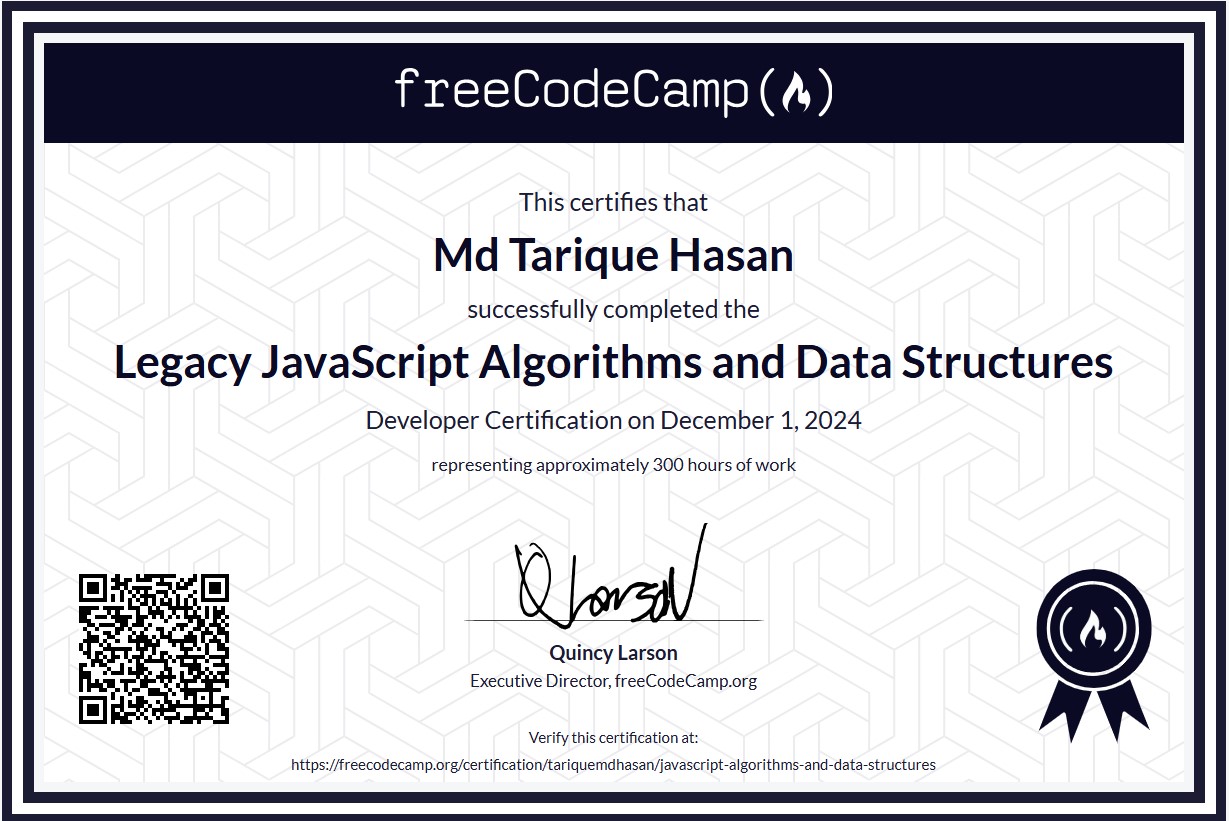 freeCodeCamp
This certifies that
Md Tarique Hasan
successfully completed the
Legacy JavaScript Algorithms and Data Structures
Developer Certification on December 1, 2024
representing approximately 300 hours of work
Quincy Larson
Executive Director, freeCodeCamp.org
Verify this certification at:
https://freecodecamp.org/certification/tariquemdhasan/javascript-algorithms-and-data-structures